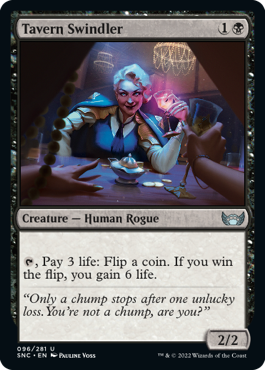 Tavern Swindler 1
Creature — Human Rogue
, Pay 3 life: Flip a coin. If you win
the flip, you gain 6 life.
“Only a chump stops after one unlucky
loss. You’re not a chump, are you?”
2/2
096/281 U
SNC • EN Pauline Voss
™ & © 2022 Wizards of the Coast